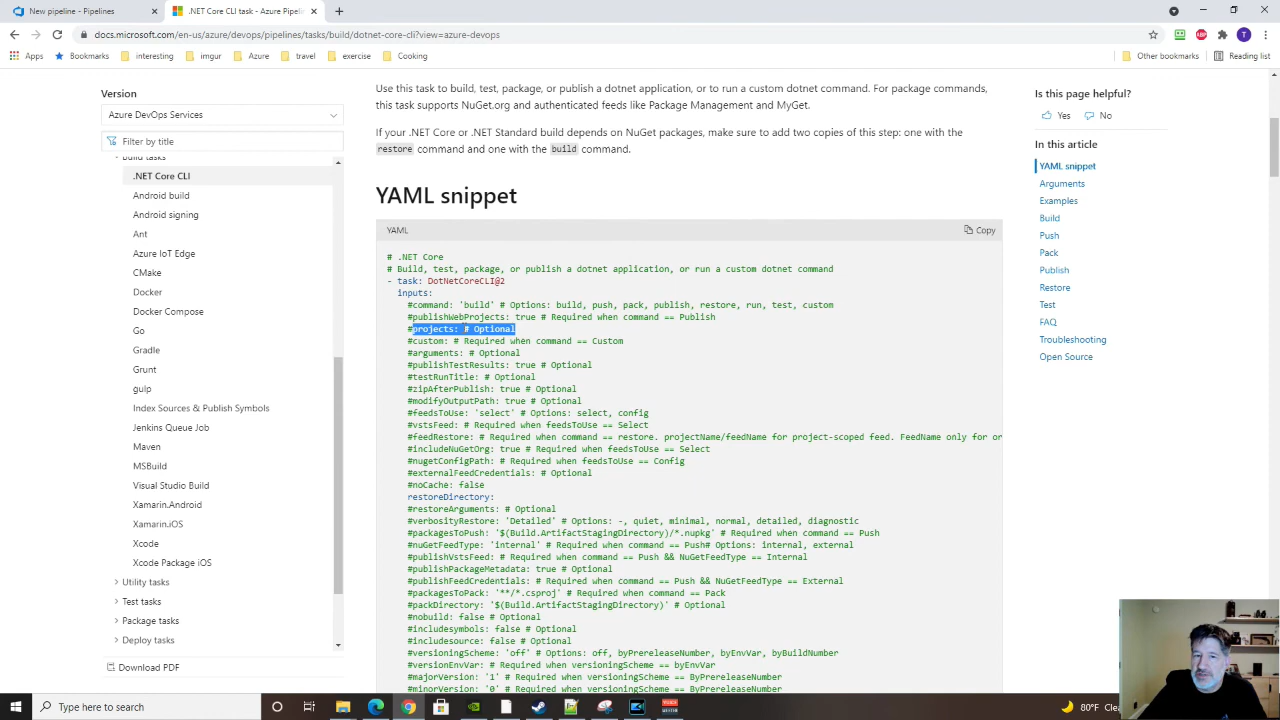 New pipeline - Pipelines
.NET Core CLI task - Azure Pipelin
docs.microsoft.com/en-us/azure/devops/pipelines/tasks/build/dotnet-core-cli?view=azure-devops
Apps
Bookmarks
interesting
imgur
Azure
travel
exercise
Cooking
Other bookmarks
Reading list
Version
Azure DevOps Services
Filter by title
Build tasks
.NET Core CLI
Android build
Android signing
Ant
Azure IoT Edge
CMake
Docker
Docker Compose
Go
Gradle
Grunt
gulp
Index Sources & Publish Symbols
Jenkins Queue Job
Maven
MSBuild
Visual Studio Build
Xamarin.Android
Xamarin.iOS
Xcode
Xcode Package iOS
Utility tasks
Test tasks
Package tasks
Deploy tasks
Download PDF
Use this task to build, test, package, or publish a dotnet application, or to run a custom dotnet command. For package commands,
this task supports NuGet.org and authenticated feeds like Package Management and MyGet.
If your .NET Core or .NET Standard build depends on NuGet packages, make sure to add two copies of this step: one with the
restore command and one with the build command.
YAML snippet
YAML
Copy
# .NET Core
# Build, test, package, or publish a dotnet application, or run a custom dotnet command
- task: DotNetCoreCLI@2
inputs:
#command: 'build' # Options: build, push, pack, publish, restore, run, test, custom
#publishWebProjects: true # Required when command == Publish
#projects: # Optional
#custom: # Required when command == Custom
#arguments: # Optional
#publishTestResults: true # Optional
#testRunTitle: # Optional
#zipAfterPublish: true # Optional
#modifyOutputPath: true # Optional
#feedsToUse: 'select' # Options: select, config
#vstsFeed: # Required when feedsToUse == Select
#feedRestore: # Required when command == restore. projectName/feedName for project-scoped feed. FeedName only for or
#includeNuGetOrg: true # Required when feedsToUse == Select
#nugetConfigPath: # Required when feedsToUse == Config
#externalFeedCredentials: # Optional
#noCache: false
restoreDirectory:
#restoreArguments: # Optional
#verbosityRestore: 'Detailed' # Options: -, quiet, minimal, normal, detailed, diagnostic
#packagesToPush: '$(Build.ArtifactStagingDirectory)/*.nupkg' # Required when command == Push
#nuGetFeedType: 'internal' # Required when command == Push# Options: internal, external
#publishVstsFeed: # Required when command == Push && NuGetFeedType == Internal
#publishPackageMetadata: true # Optional
#publishFeedCredentials: # Required when command == Push && NuGetFeedType == External
#packagesToPack: '**/*.csproj' # Required when command == Pack
#packDirectory: '$(Build.ArtifactStagingDirectory)' # Optional
#nobuild: false # Optional
#includesymbols: false # Optional
#includesource: false # Optional
#versioningScheme: 'off' # Options: off, byPrereleaseNumber, byEnvVar, byBuildNumber
#versionEnvVar: # Required when versioningScheme == byEnvVar
#majorVersion: '1' # Required when versioningScheme == ByPrereleaseNumber
#minorVersion: '0' # Required when versioningScheme == ByPrereleaseNumber
Is this page helpful?
Yes
No
In this article
YAML snippet
Arguments
Examples
Build
Push
Pack
Publish
Restore
Test
FAQ
Troubleshooting
Open Source
Type here to search
80°F